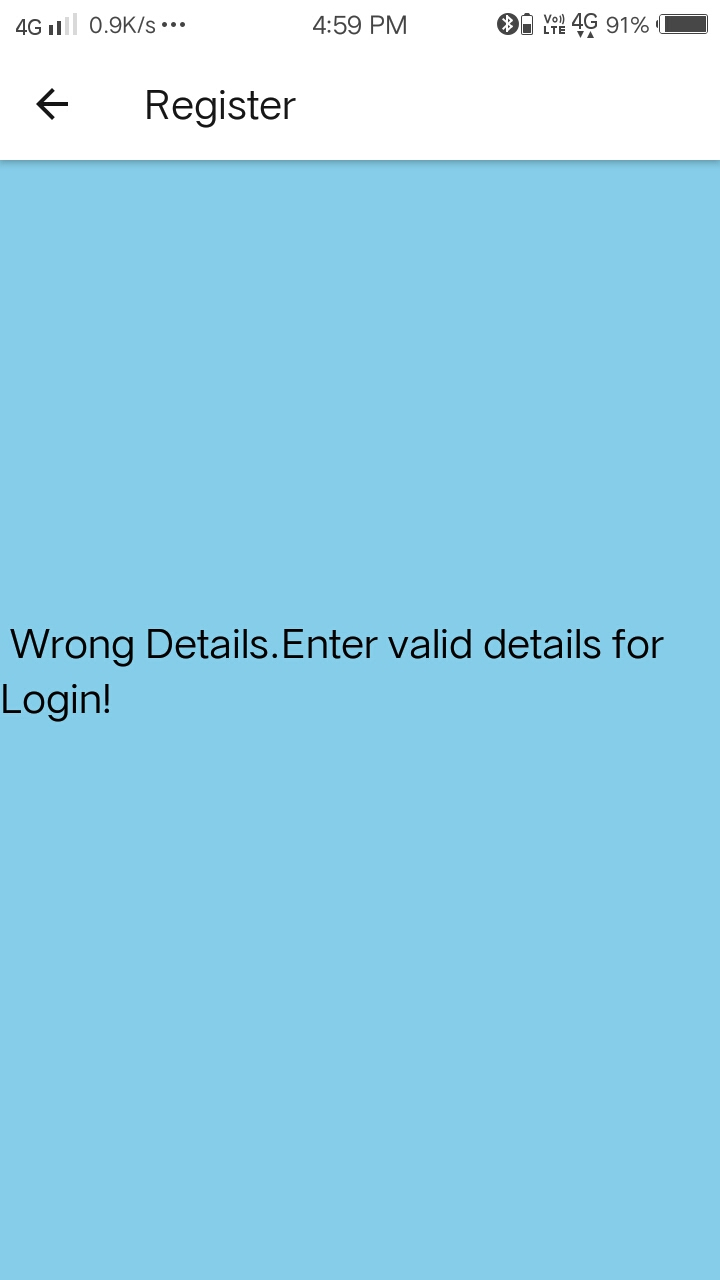 4G 0.9K/s ... 4:59 PM Vo)) LTE 4G 91%
Register
Wrong Details.Enter valid details for
Login!